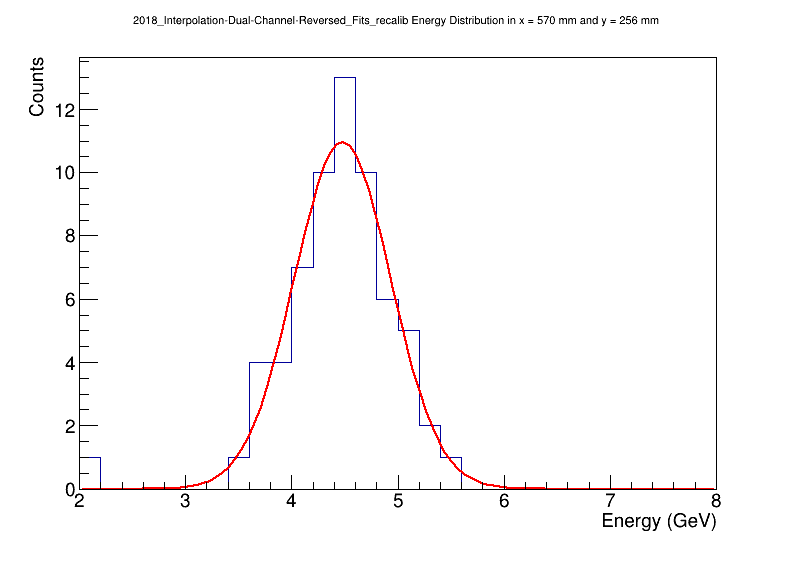 2018_Interpolation-Dual-Channel-Reversed_Fits_recalib Energy Distribution in x = 570 mm and y = 256 mm
Counts
12
10
8
6
4
2
0
2 3 4 5 6 7 8
Energy (GeV)